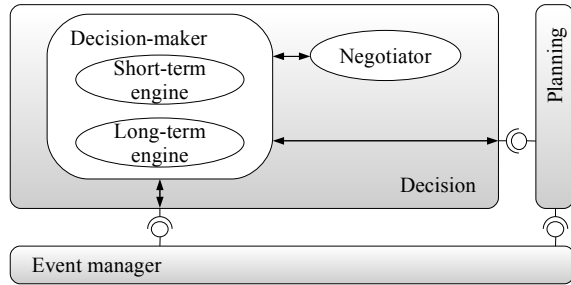 Decision-maker
Short-term
engine
Long-term
engine
Negotiator
Decision
Planning
Event manager